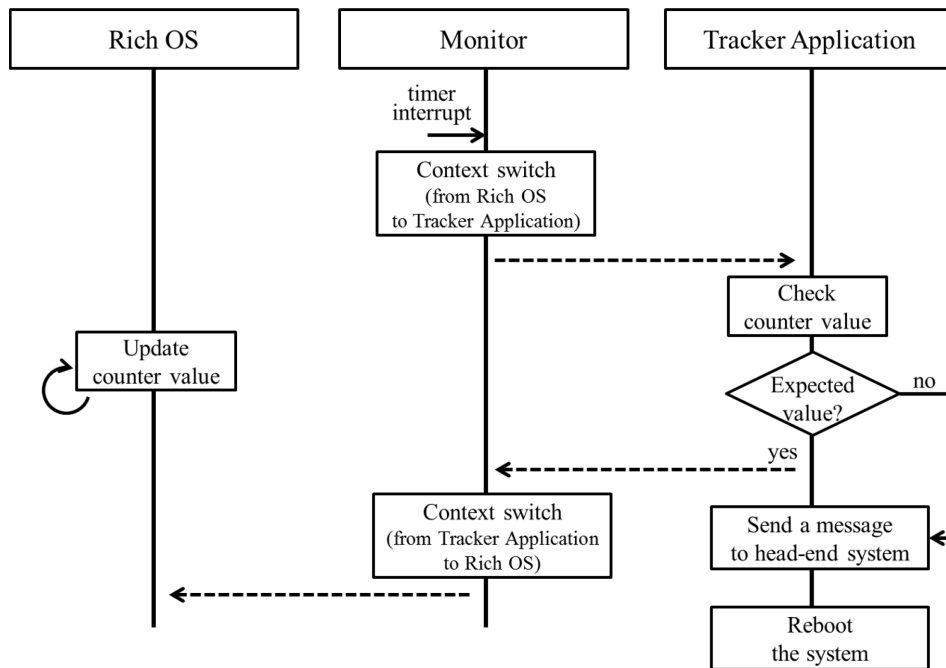 Rich OS
Monitor
Tracker Application
timer
interrupt
Context switch
(from Rich OS
to Tracker Application)
Check
counter value
Update
counter value
Expected
value?
no
yes
Context switch
(from Tracker Application
to Rich OS)
Send a message
to head-end system
Reboot
the system